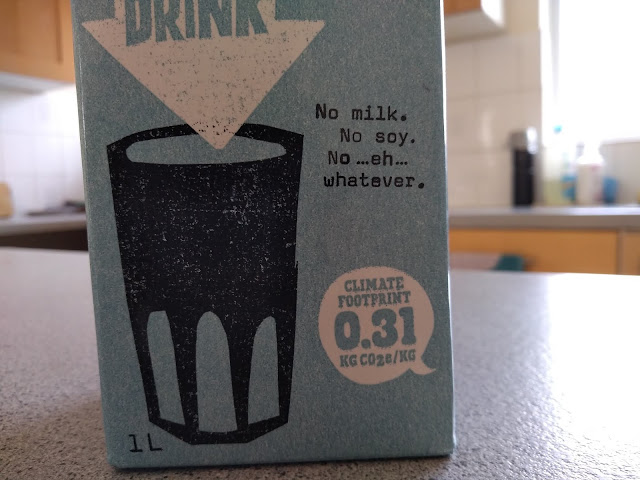 DRINK
No milk.
No soy.
No ...eh...
whatever.
CLIMATE
FOOTPRINT
0.31
KG CO2e/KG
1L